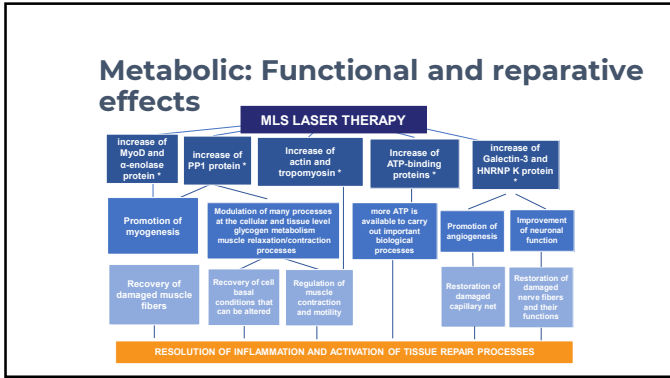 Metabolic: Functional and reparative
effects
MLS LASER THERAPY
increase of
MyoD and
α-enolase
protein *
increase of
PP1 protein *
Increase of
actin and
tropomyosin *
Increase of
ATP-binding
proteins *
increase of
Galectin-3 and
HNRNP K protein *
Promotion of
myogenesis
Modulation of many processes
at the cellular and tissue level
glycogen metabolism
muscle relaxation/contraction
processes
more ATP is
available to carry
out important
biological
processes
Promotion of
angiogenesis
Improvement
of neuronal
function
Recovery of
damaged muscle
fibers
Recovery of cell
basal
conditions that
can be altered
Regulation of
muscle
contraction
and motility
Restoration of
damaged
capillary net
Restoration of
damaged
nerve fibers
and their
functions
RESOLUTION OF INFLAMMATION AND ACTIVATION OF TISSUE REPAIR PROCESSES